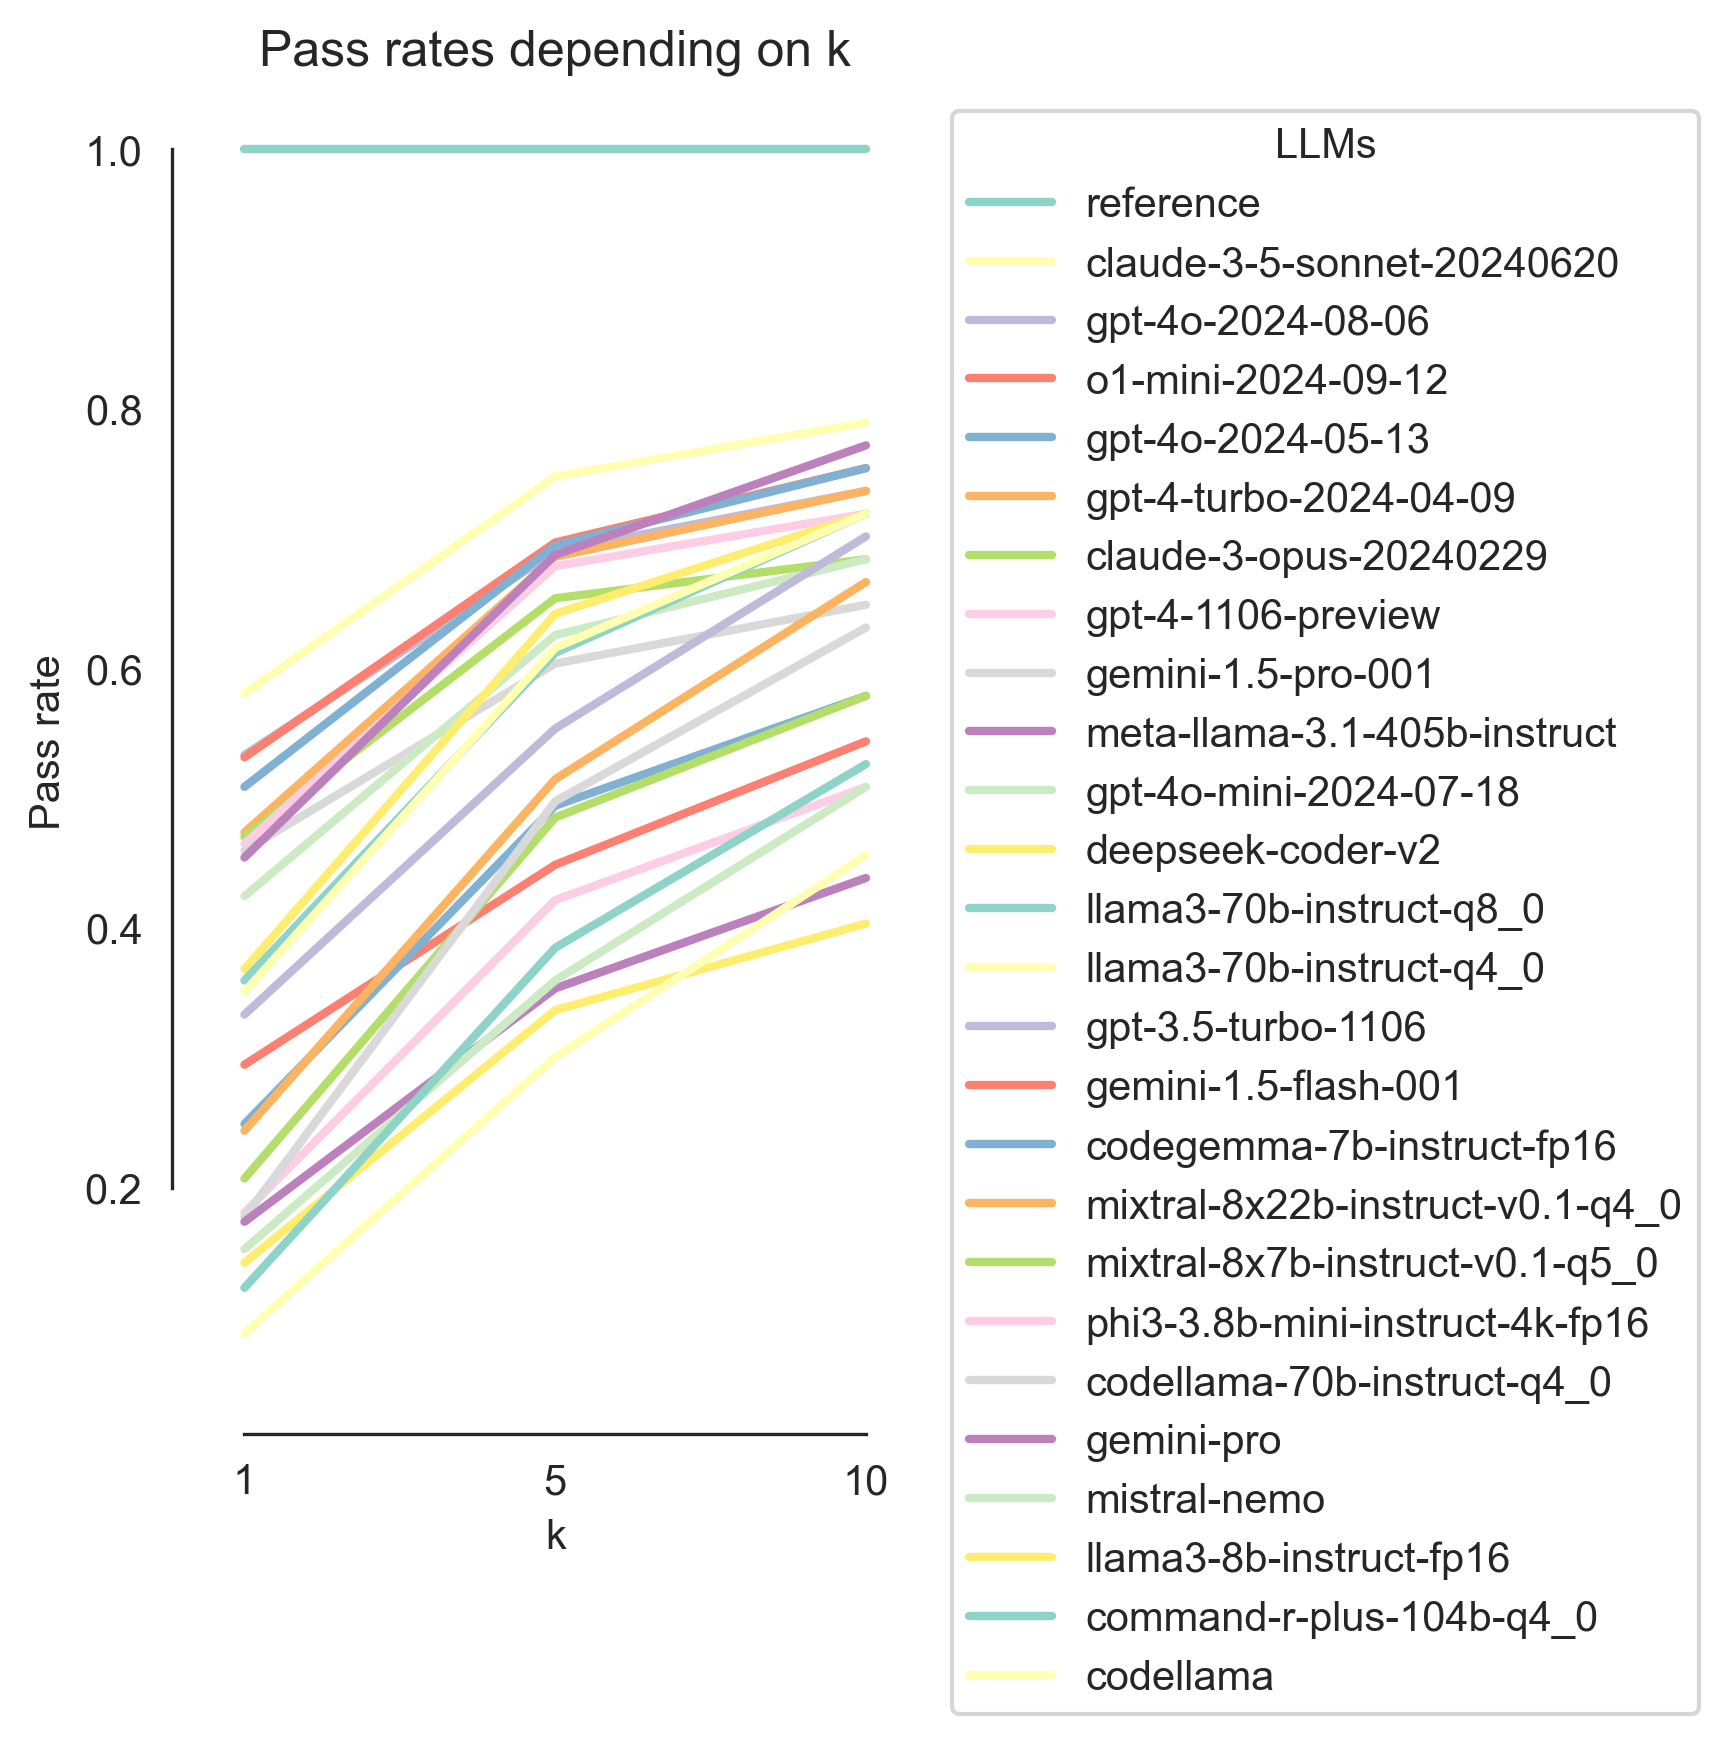 Pass rates depending on k
1.0
0.8
0.6
0.4
0.2
Pass rate
1 5 10
k
LLMs
reference
claude-3-5-sonnet-20240620
gpt-4o-2024-08-06
o1-mini-2024-09-12
gpt-4o-2024-05-13
gpt-4-turbo-2024-04-09
claude-3-opus-20240229
gpt-4-1106-preview
gemini-1.5-pro-001
meta-llama-3.1-405b-instruct
gpt-4o-mini-2024-07-18
deepseek-coder-v2
llama3-70b-instruct-q8_0
llama3-70b-instruct-q4_0
gpt-3.5-turbo-1106
gemini-1.5-flash-001
codegemma-7b-instruct-fp16
mixtral-8x22b-instruct-v0.1-q4_0
mixtral-8x7b-instruct-v0.1-q5_0
phi3-3.8b-mini-instruct-4k-fp16
codellama-70b-instruct-q4_0
gemini-pro
mistral-nemo
llama3-8b-instruct-fp16
command-r-plus-104b-q4_0
codellama